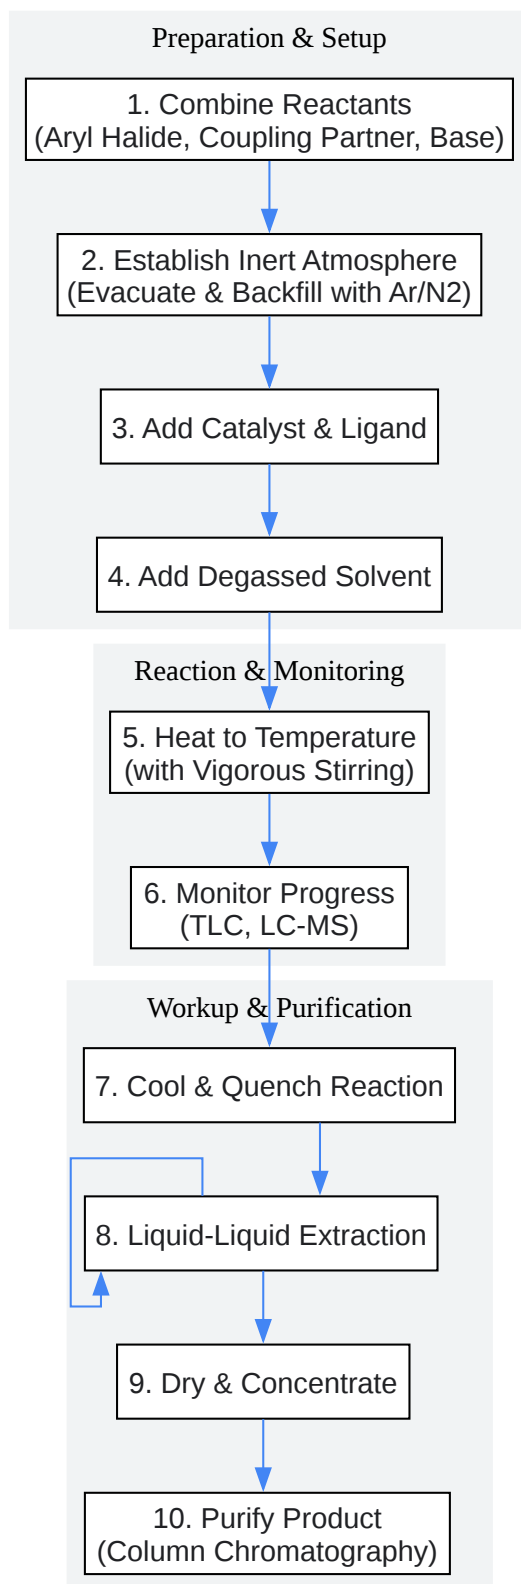 Preparation & Setup
1. Combine Reactants
(Aryl Halide, Coupling Partner, Base)
2. Establish Inert Atmosphere
(Evacuate & Backfill with Ar/N2)
3. Add Catalyst & Ligand
4. Add Degassed Solvent
Reaction & Monitoring
5. Heat to Temperature
(with Vigorous Stirring)
6. Monitor Progress
(TLC, LC-MS)
Workup & Purification
7. Cool & Quench Reaction
8. Liquid-Liquid Extraction
9. Dry & Concentrate
10. Purify Product
(Column Chromatography)